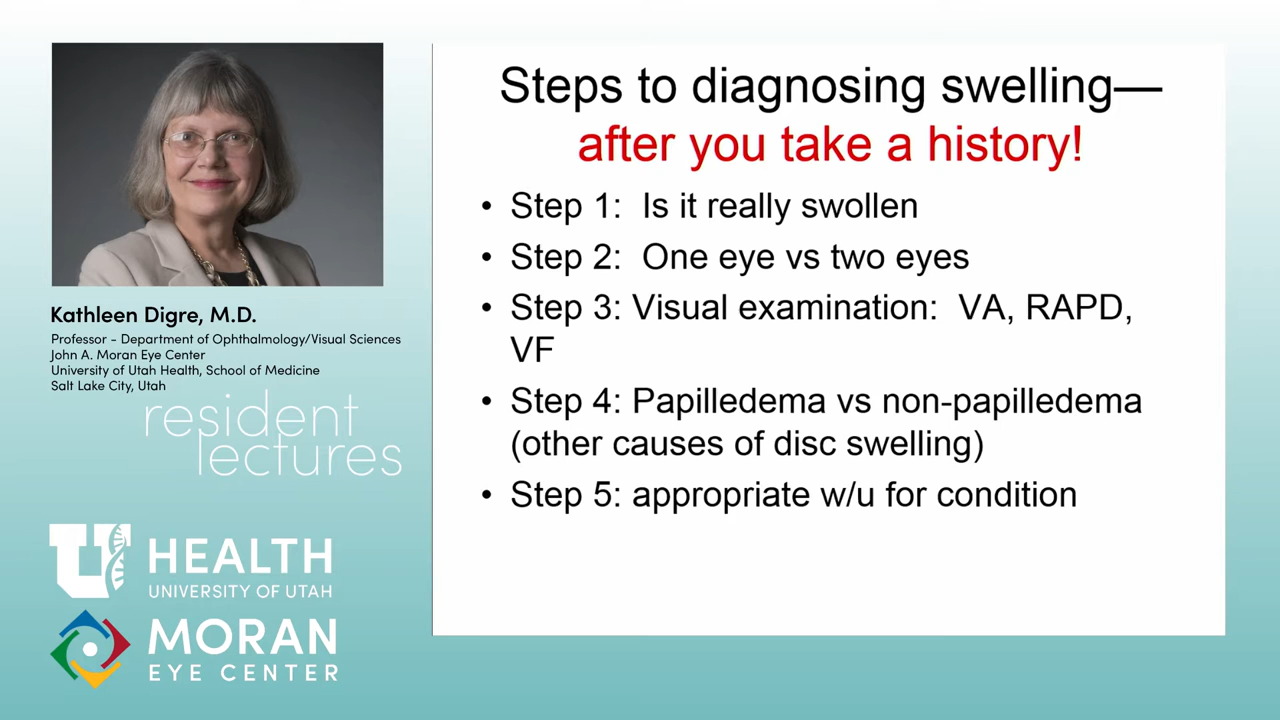 Steps to diagnosing swelling—
after you take a history!
• Step 1: Is it really swollen
• Step 2: One eye vs two eyes
• Step 3: Visual examination: VA, RAPD,
VF
• Step 4: Papilledema vs non-papilledema
(other causes of disc swelling)
• Step 5: appropriate w/u for condition
Kathleen Digre, M.D.
Professor - Department of Ophthalmology/Visual Sciences
John A. Moran Eye Center
University of Utah Health, School of Medicine
Salt Lake City, Utah
resident
lectures
U HEALTH
UNIVERSITY OF UTAH
MORAN
EYE CENTER